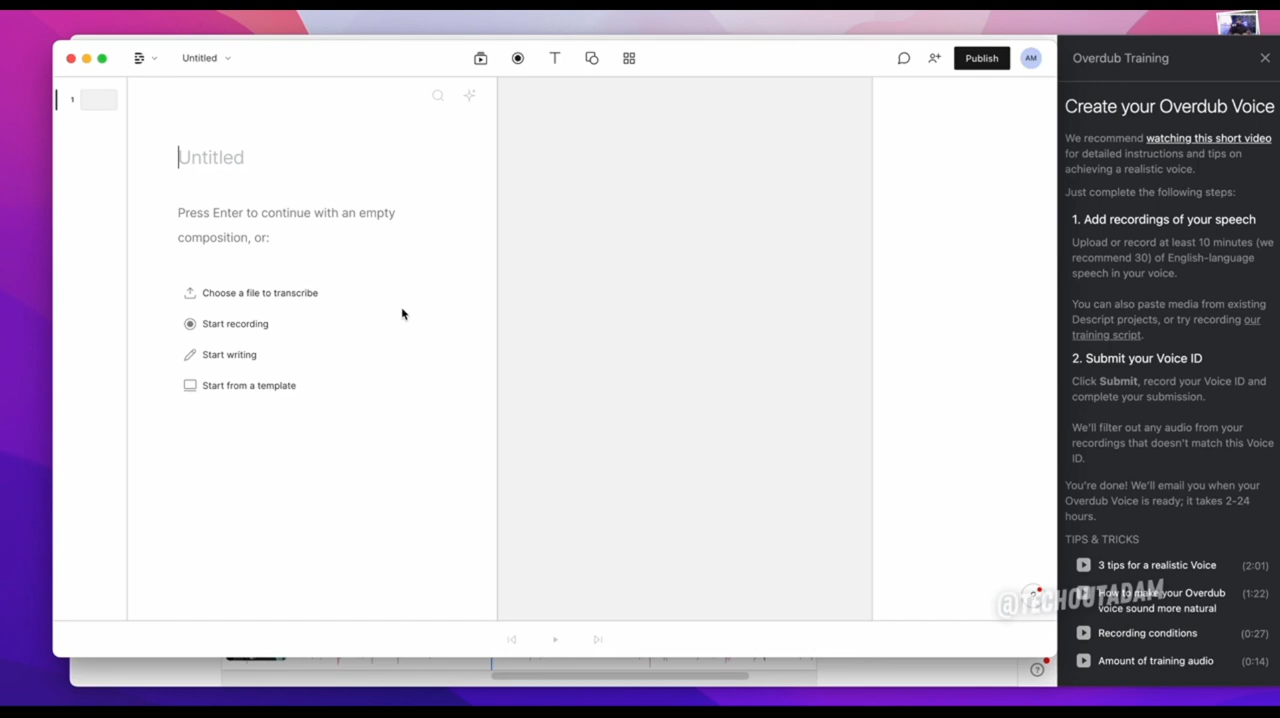 Untitled
Publish
AM
Overdub Training
1
Untitled
Press Enter to continue with an empty
composition, or:
Choose a file to transcribe
Start recording
Start writing
Start from a template
Create your Overdub Voice
We recommend watching this short video
for detailed instructions and tips on
achieving a realistic voice.
Just complete the following steps:
1. Add recordings of your speech
Upload or record at least 10 minutes (we
recommend 30) of English-language
speech in your voice.
You can also paste media from existing
Descript projects, or try recording our
training script.
2. Submit your Voice ID
Click Submit, record your Voice ID and
complete your submission.
We'll filter out any audio from your
recordings that doesn't match this Voice
ID.
You're done! We'll email you when your
Overdub Voice is ready; it takes 2-24
hours.
TIPS & TRICKS
3 tips for a realistic Voice (2:01)
How to make your Overdub (1:22)
voice sound more natural
Recording conditions (0:27)
Amount of training audio (0:14)
@TECHOUTADAM
?